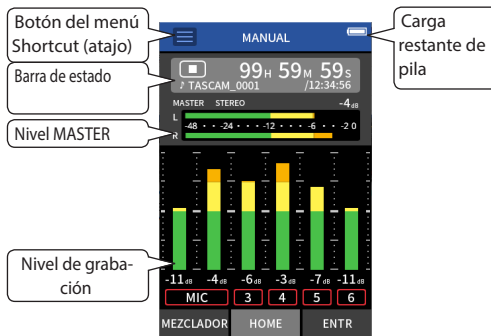 Botón del menú
Shortcut (atajo)
Barra de estado
Nivel MASTER
Nivel de graba-
ción
Carga
restante de
pila
MANUAL
99H 59M 59S
♪ TASCAM_0001 /12:34:56
MASTER STEREO -4dB
L
-48 · · -24 · · · · -12 · · · -6 · · -2 0
R
-11dB -4dB -6dB -3dB -7dB -11dB
MIC 3 4 5 6
MEZCLADOR HOME ENTR